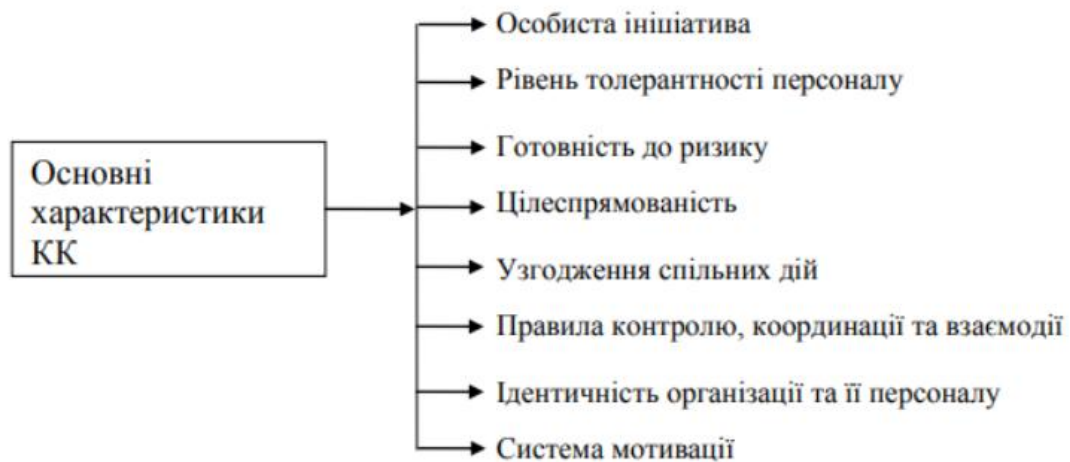 Основні
характеристики
КК
Особиста ініціатива
Рівень толерантності персоналу
Готовність до ризику
Цілеспрямованість
Узгодження спільних дій
Правила контролю, координації та взаємодії
Ідентичність організації та її персоналу
Система мотивації